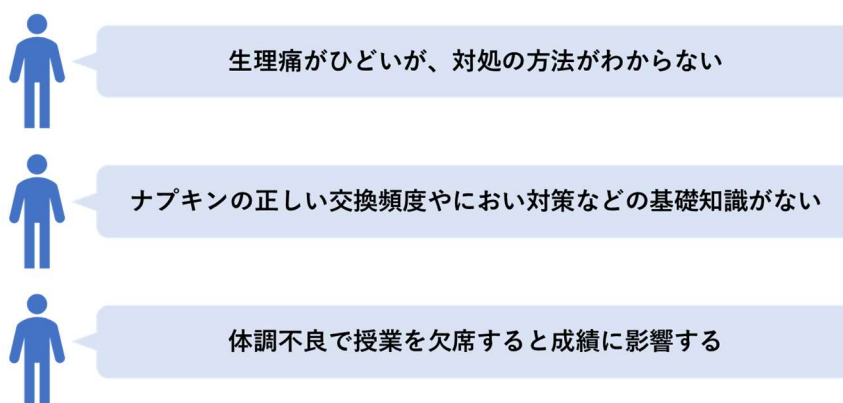 生理痛がひどいが、対処の方法がわからない
ナプキンの正しい交換頻度やにおい対策などの基礎知識がない
体調不良で授業を欠席すると成績に影響する